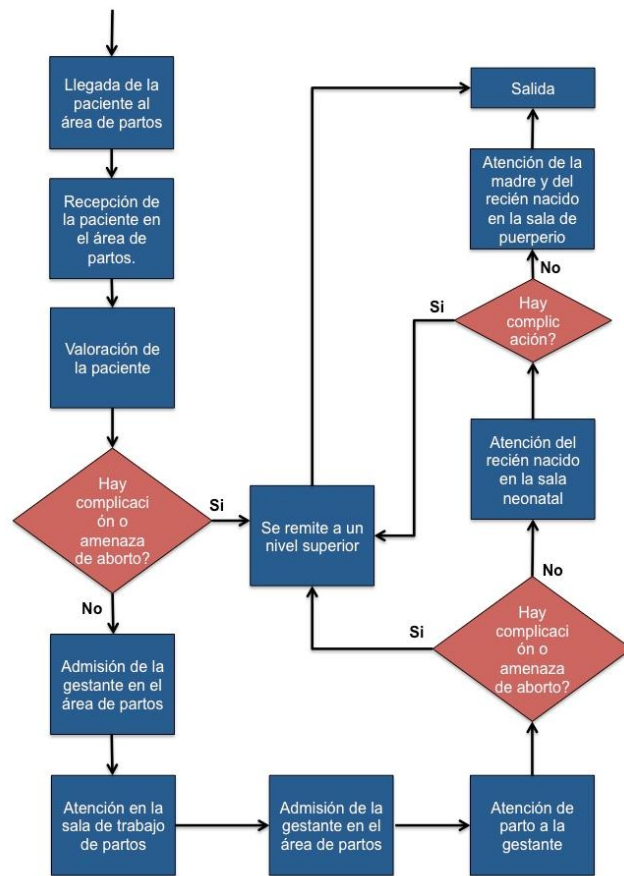 Llegada de la
paciente al
área de partos
Recepción de
la paciente en
el área de
partos.
Valoración de
la paciente
Hay
complicaci
ón o
amenaza
de aborto?
Si
No
Se remite a un
nivel superior
Admisión de la
gestante en el
área de partos
Atención en la
sala de trabajo
de partos
Admisión de la
gestante en el
área de partos
Atención de
parto a la
gestante
Hay
complicaci
ón o
amenaza
de aborto?
Si
No
Atención del
recién nacido
en la sala
neonatal
Hay
complic
ación?
Si
No
Atención de la
madre y del
recién nacido
en la sala de
puerperio
Salida